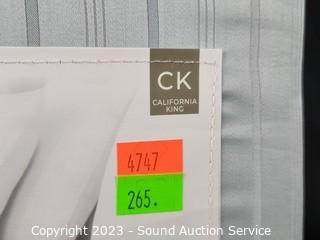 CK
CALIFORNIA
KING
4747
265.
Copyright 2023 - Sound Auction Service